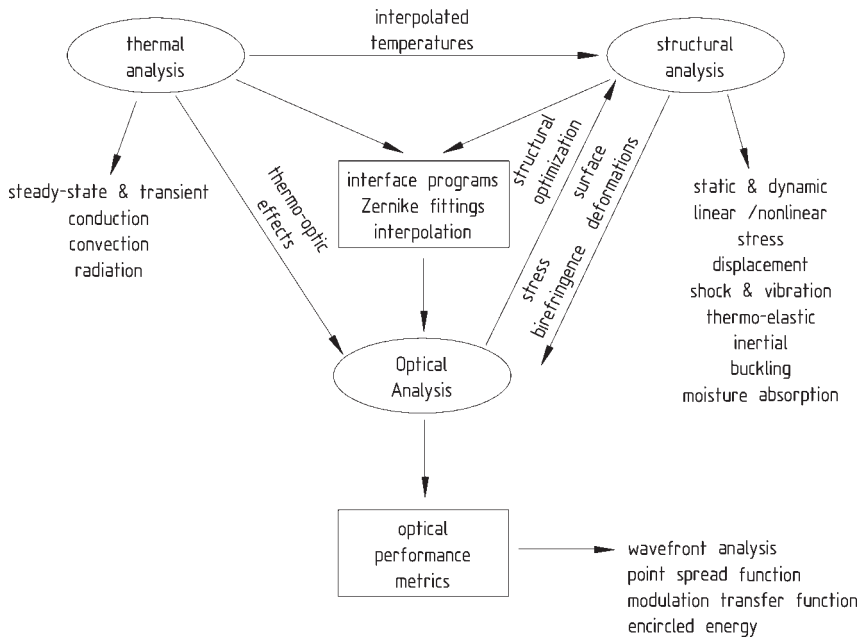 thermal
analysis
interpolated
temperatures
structural
analysis
steady-state & transient
conduction
convection
radiation
thermo-optic
effects
interface programs
Zernike fittings
interpolation
structural
optimization
surface
deformations
stress
birefringence
static & dynamic
linear /nonlinear
stress
displacement
shock & vibration
thermo-elastic
inertial
buckling
moisture absorption
Optical
Analysis
optical
performance
metrics
wavefront analysis
point spread function
modulation transfer function
encircled energy